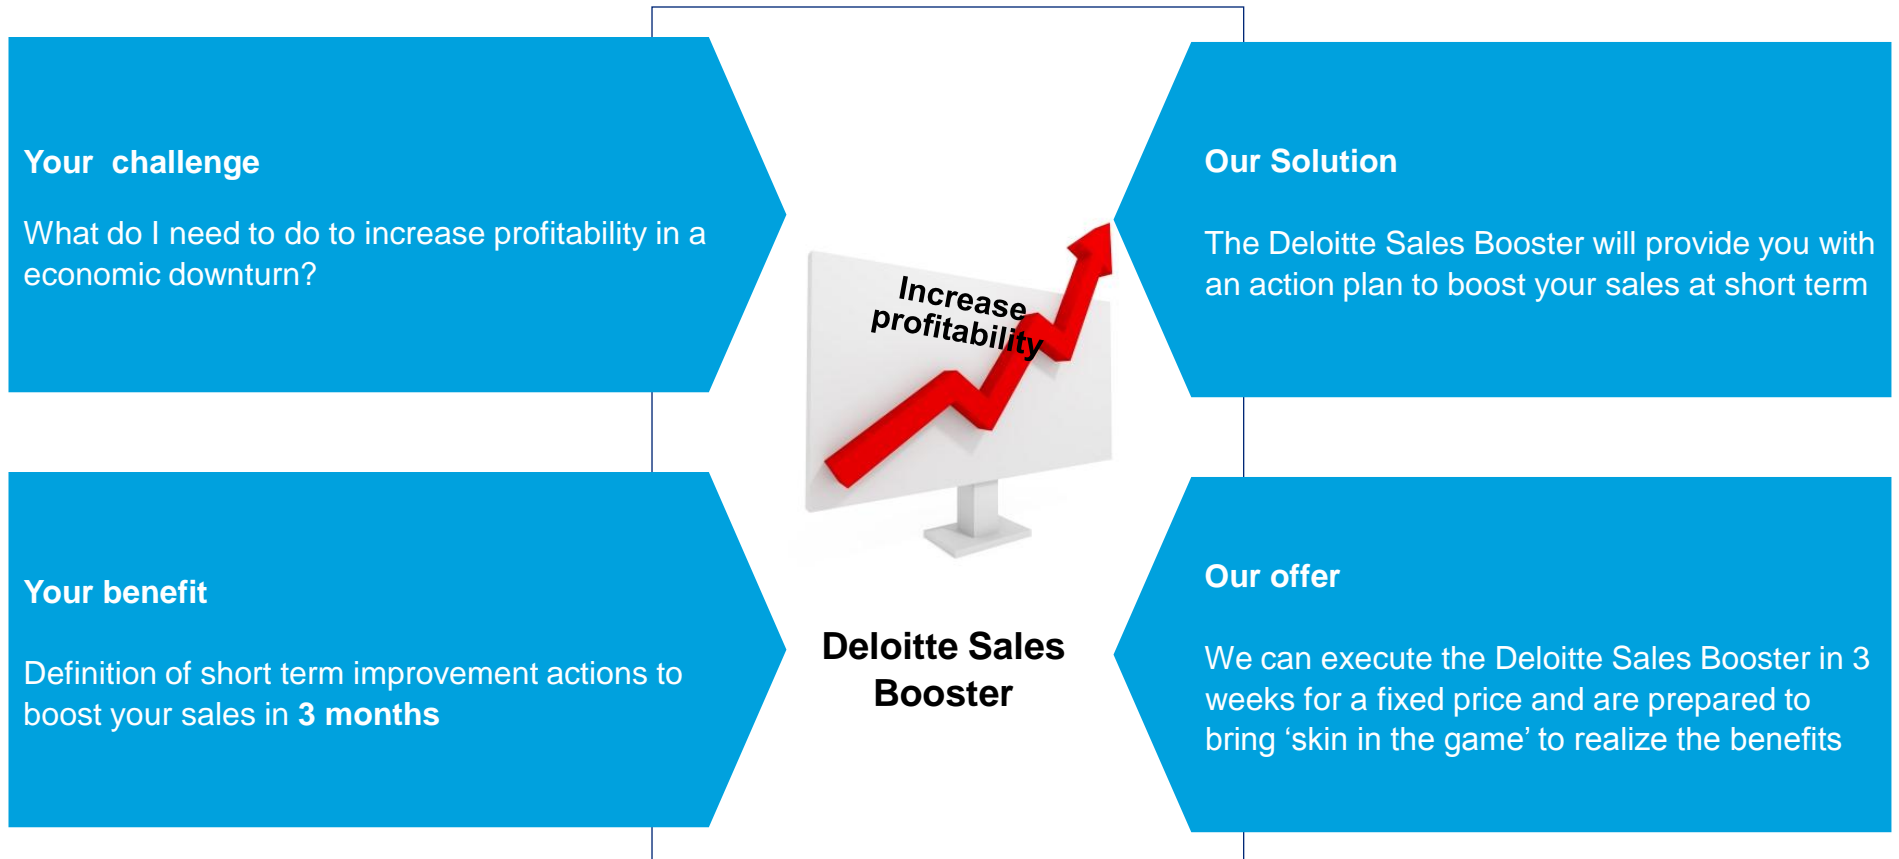 Your  challenge
What do I need to do to increase profitability in a
economic downturn?
Our Solution
The Deloitte Sales Booster will provide you with
an action plan to boost your sales at short term
Increase
profitability
Your benefit
Definition of short term improvement actions to
boost your sales in 3 months
Deloitte Sales
Booster
Our offer
We can execute the Deloitte Sales Booster in 3
weeks for a fixed price and are prepared to
bring ‘skin in the game’ to realize the benefits